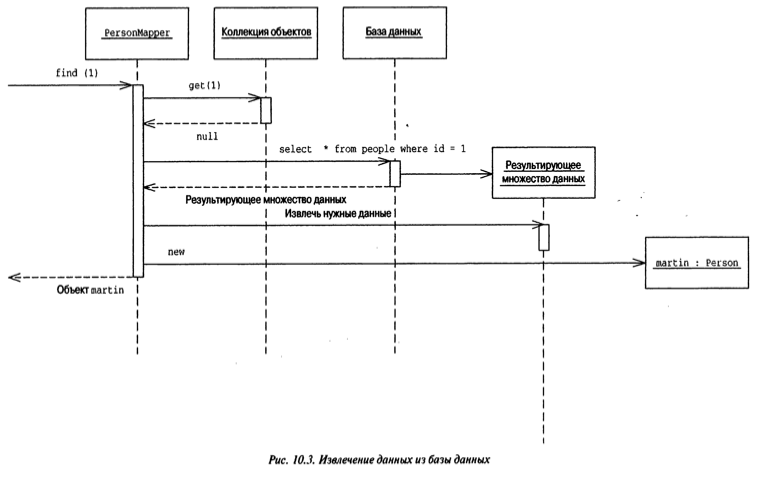 PersonMapper
Коллекция объектов
База данных
find (1)
get(1)
null
select * from people where id = 1
Результирующее
множество данных
Результирующее множество данных
Извлечь нужные данные
new
martin : Person
Объект martin
Рис. 10.3. Извлечение данных из базы данных